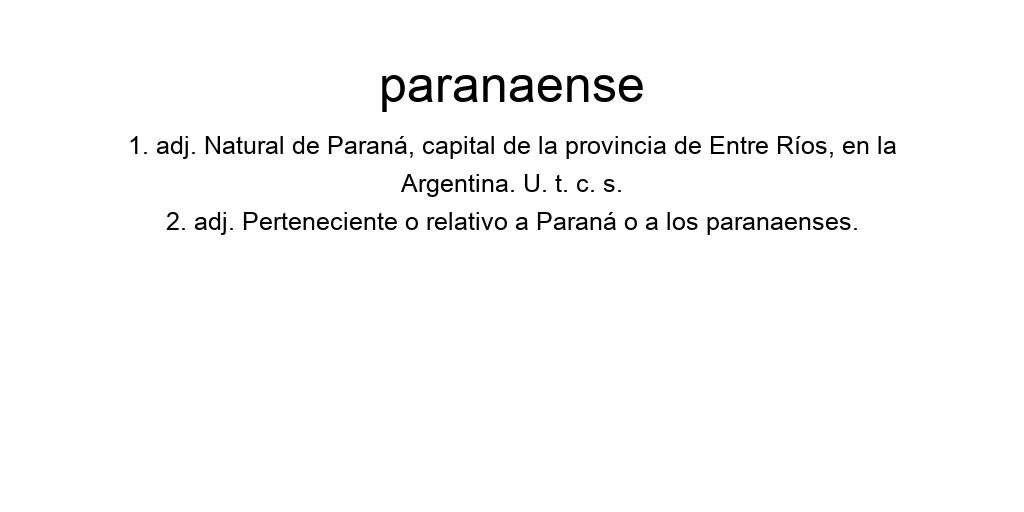 paranaense
1. adj. Natural de Paraná, capital de la provincia de Entre Ríos, en la
Argentina. U. t. c. s.
2. adj. Perteneciente o relativo a Paraná o a los paranaenses.